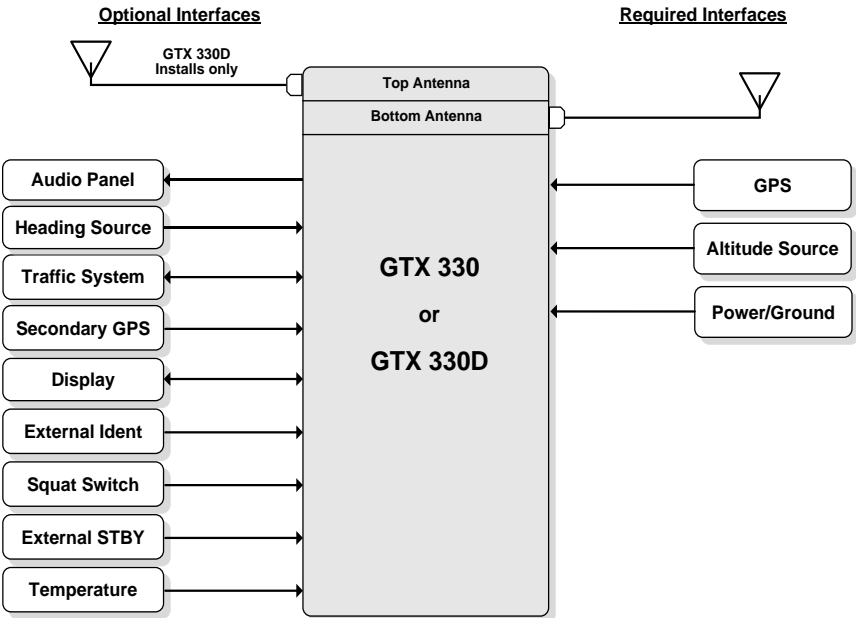 Optional Interfaces
Required Interfaces
GTX 330D
Installs only
Top Antenna
Bottom Antenna
Audio Panel
Heading Source
Traffic System
Secondary GPS
Display
External Ident
Squat Switch
External STBY
Temperature
GTX 330
or
GTX 330D
GPS
Altitude Source
Power/Ground